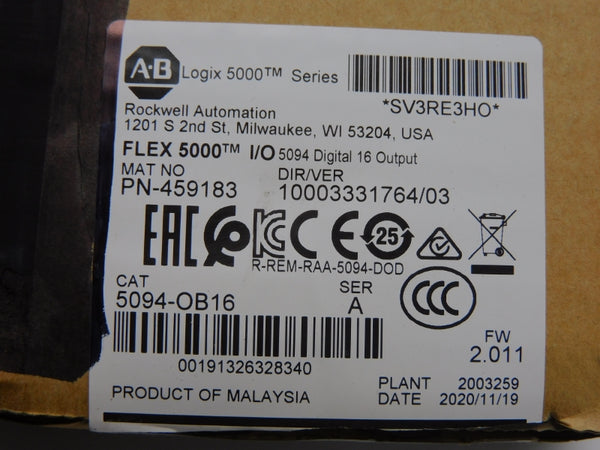 A·B Logix 5000™ Series
*SV3RE3HO*
Rockwell Automation
1201 S 2nd St, Milwaukee, WI 53204, USA
FLEX 5000™ I/O 5094 Digital 16 Output
MAT NO DIR/VER
PN-459183 10003331764/03
EAC KC CE 25 CCC
R-REM-RAA-5094-DOD
CAT SER
5094-OB16 A
FW
2.011
00191326328340
PLANT 2003259
PRODUCT OF MALAYSIA DATE 2020/11/19